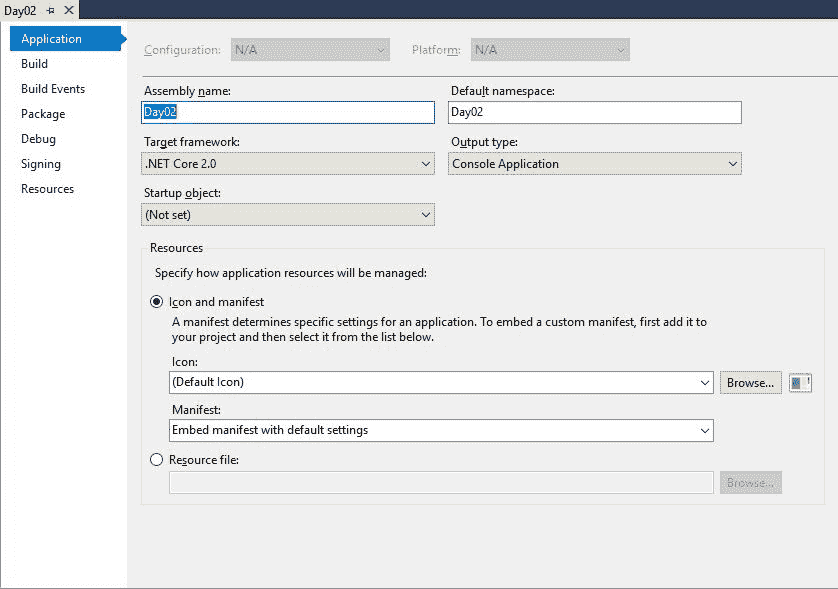 Day02
Application
Build
Build Events
Package
Debug
Signing
Resources
Configuration: N/A Platform: N/A
Assembly name: Default namespace:
Day02 Day02
Target framework: Output type:
.NET Core 2.0 Console Application
Startup object:
(Not set)
Resources
Specify how application resources will be managed:
Icon and manifest
A manifest determines specific settings for an application. To embed a custom manifest, first add it to
your project and then select it from the list below.
Icon:
(Default Icon) Browse...
Manifest:
Embed manifest with default settings
Resource file:
Browse...